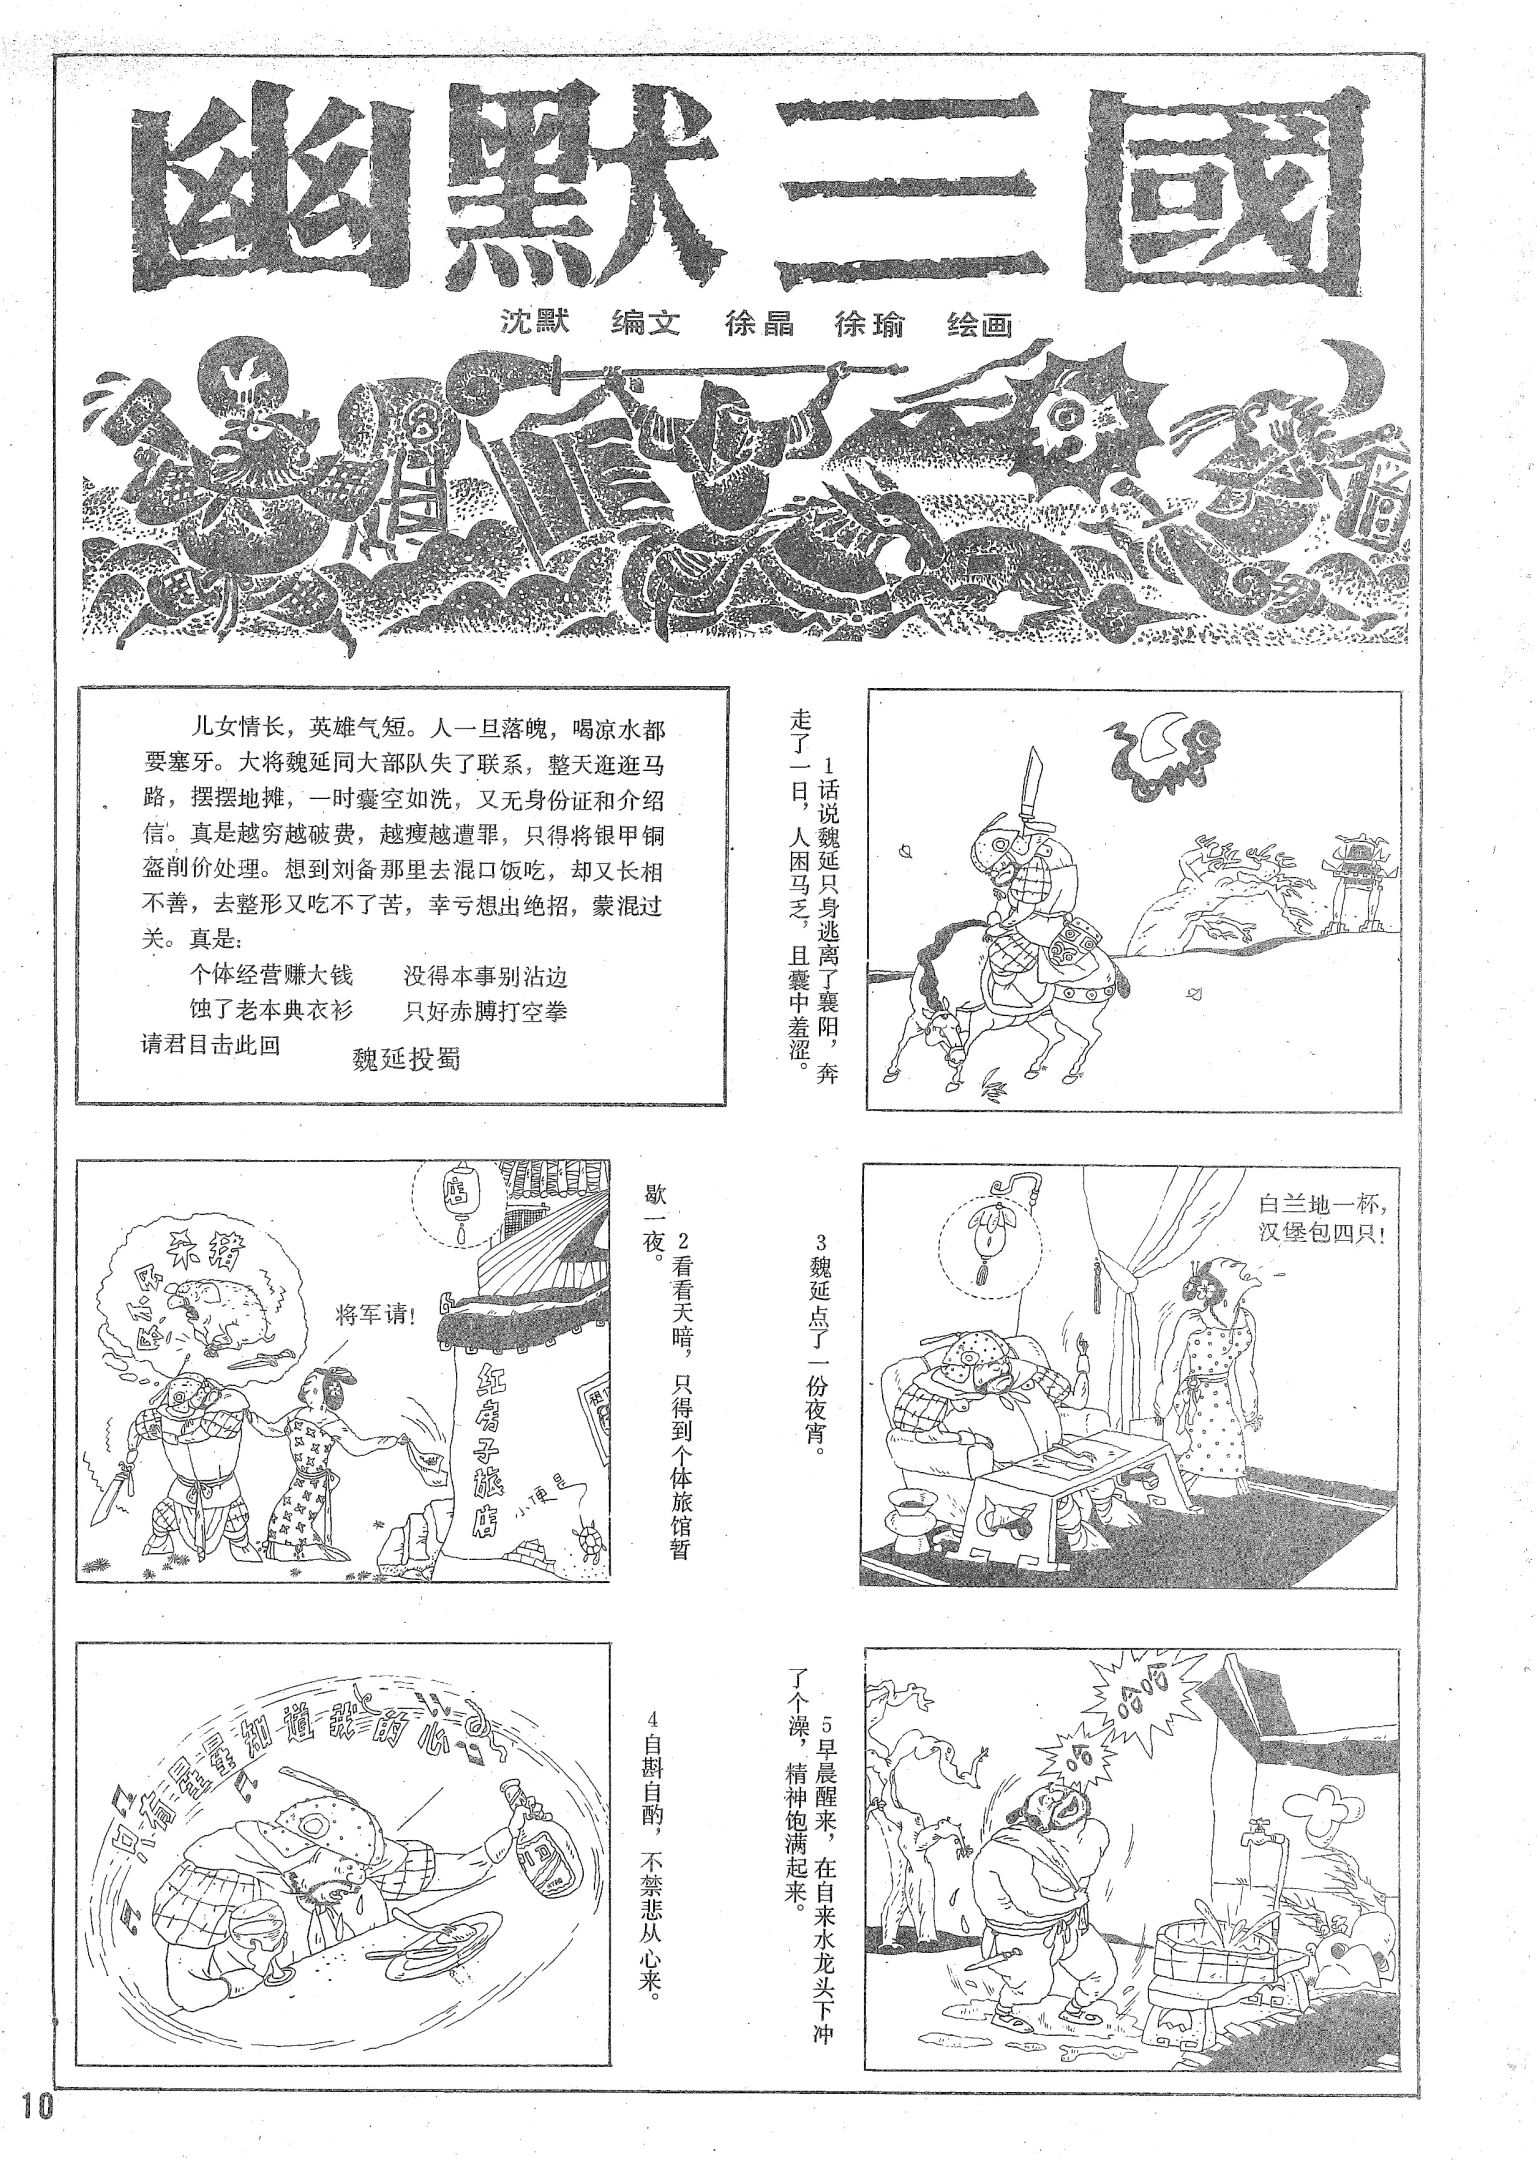 幽默三國
沈默 编文 徐晶 徐瑜 绘画
儿女情长，英雄气短。人一旦落魄，喝凉水都
要塞牙。大将魏延同大部队失了联系，整天逛逛马
路，摆摆地摊，一时囊空如洗，又无身份证和介绍
信。真是越穷越破费，越瘦越遭罪，只得将银甲铜
盔削价处理。想到刘备那里去混口饭吃，却又长相
不善，去整形又吃不了苦，幸亏想出绝招，蒙混过
关。真是：
个体经营赚大钱 没得本事别沾边
蚀了老本典衣衫 只好赤膊打空拳
请君目击此回
魏延投蜀
1话说魏延只身逃离了襄阳，奔
走了一日，人困马乏，且囊中羞涩。
店
杀猪
将军请！
红房子旅店
小便是
2看看天暗，只得到个体旅馆暂
歇一夜。
3魏延点了一份夜宵。
白兰地一杯，
汉堡包四只！
只有星星知道我的心
4自斟自酌，不禁悲从心来。
5早晨醒来，在自来水龙头下冲
了个澡，精神饱满起来。
10